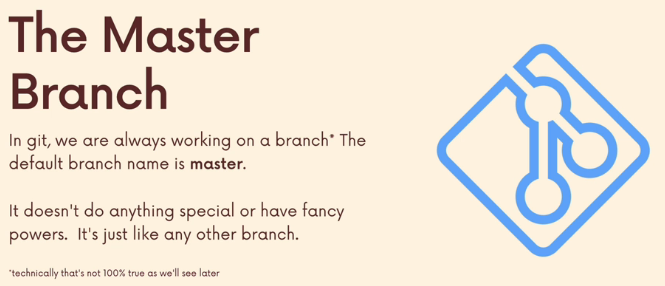 The Master
Branch
In git, we are always working on a branch* The
default branch name is master.
It doesn't do anything special or have fancy
powers.  It's just like any other branch.
*technically that's not 100% true as we'll see later